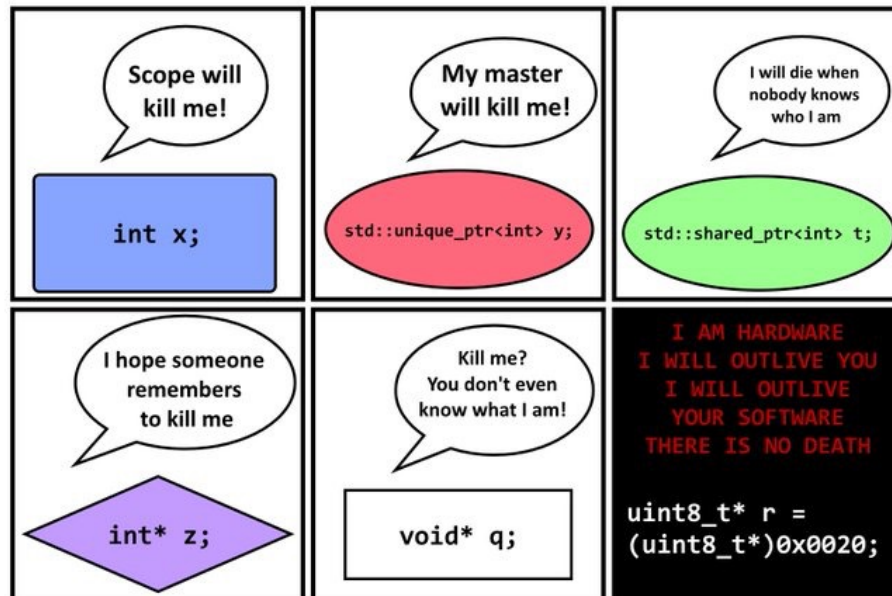 Scope will
kill me!
int x;
My master
will kill me!
std::unique_ptr<int> y;
I will die when
nobody knows
who I am
std::shared_ptr<int> t;
I hope someone
remembers
to kill me
int* z;
Kill me?
You don't even
know what I am!
void* q;
I AM HARDWARE
I WILL OUTLIVE YOU
I WILL OUTLIVE
YOUR SOFTWARE
THERE IS NO DEATH
uint8_t* r =
(uint8_t*)0x0020;